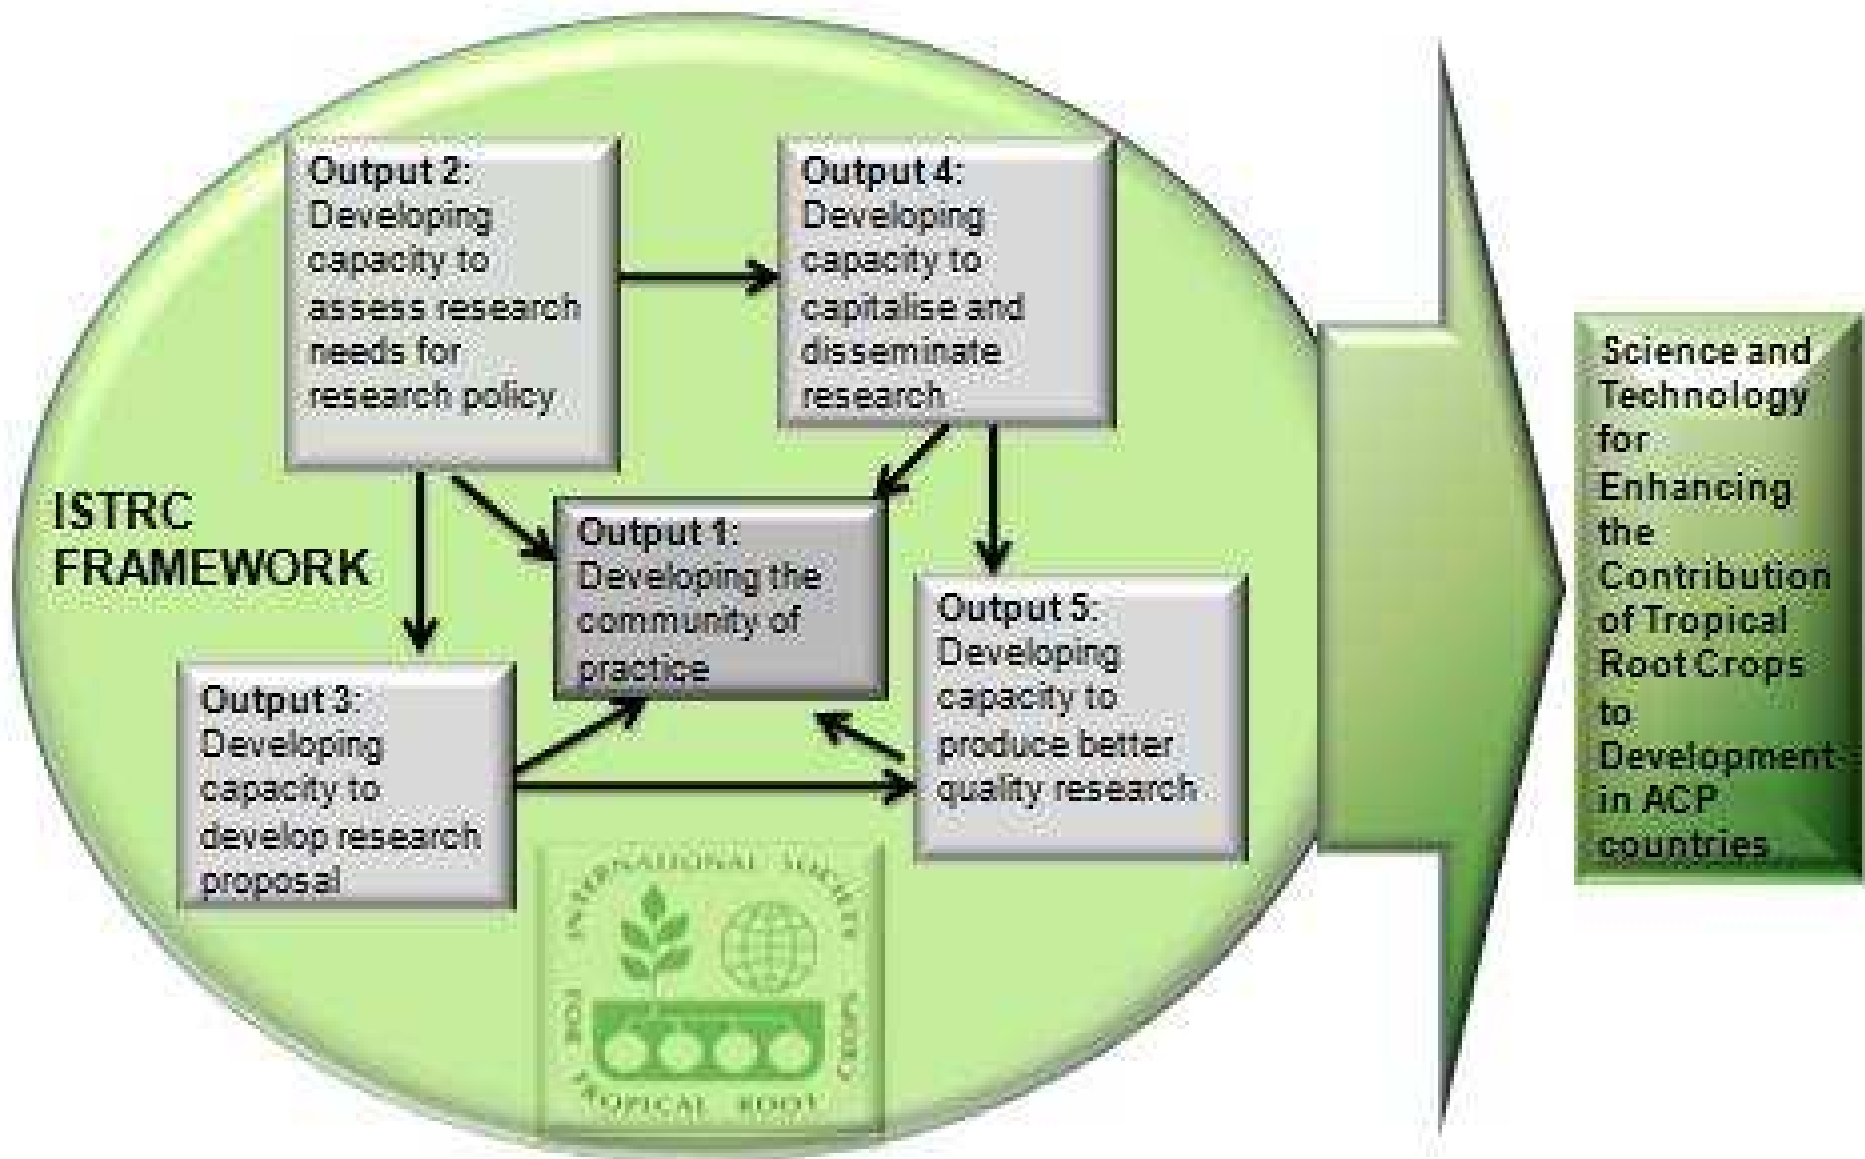 Output 2:
Developing
capacity to
assess research
needs for
research policy
Output 4:
Developing
capacity to
capitalise and
disseminate
research
ISTRC
FRAMEWORK
Output 1:
Developing the
community of
practice
Output 5:
Developing
capacity to
produce better
quality research
Output 3:
Developing
capacity to
develop research
proposal
INTERNATIONAL SOCIETY
FOR
TROPICAL ROOT
CROPS
Science and
Technology
for
Enhancing
the
Contribution
of Tropical
Root Crops
to
Development
in ACP
countries